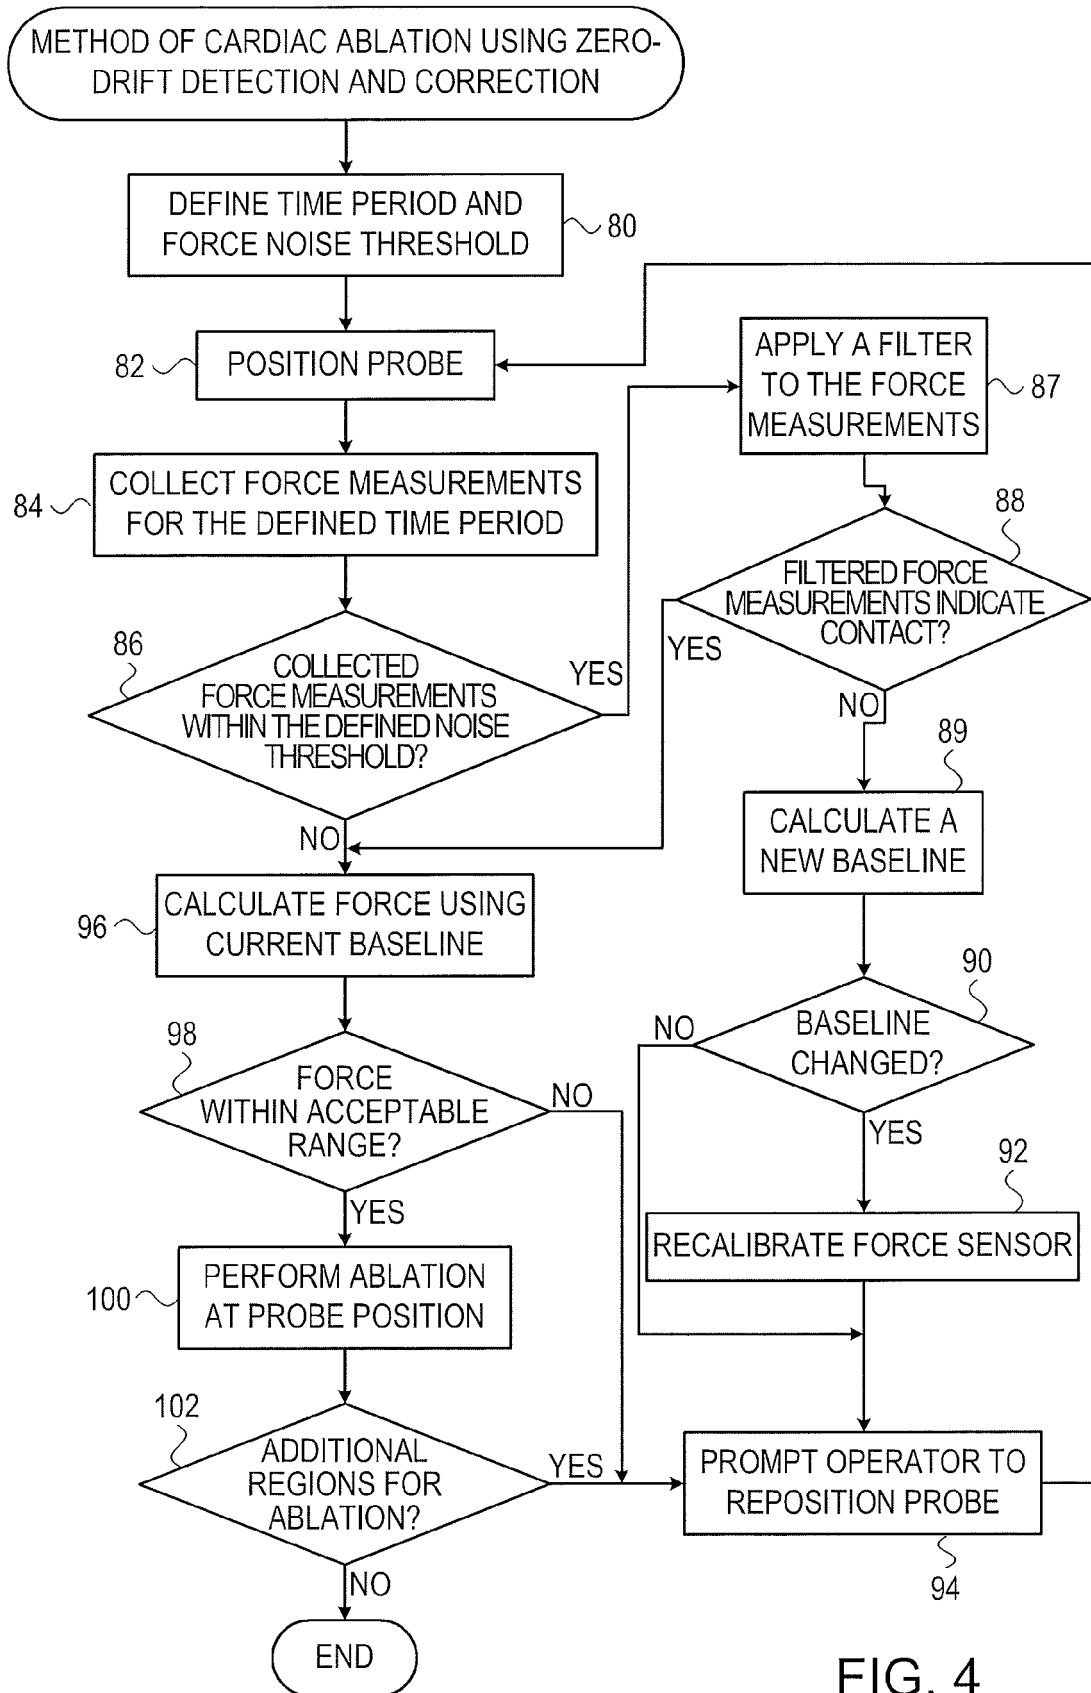 METHOD OF CARDIAC ABLATION USING ZERO-
DRIFT DETECTION AND CORRECTION
DEFINE TIME PERIOD AND
FORCE NOISE THRESHOLD
80
POSITION PROBE
82
COLLECT FORCE MEASUREMENTS
FOR THE DEFINED TIME PERIOD
84
COLLECTED
FORCE MEASUREMENTS
WITHIN THE DEFINED NOISE
THRESHOLD?
86
YES
NO
APPLY A FILTER
TO THE FORCE
MEASUREMENTS
87
FILTERED FORCE
MEASUREMENTS INDICATE
CONTACT?
88
YES
NO
CALCULATE A
NEW BASELINE
89
BASELINE
CHANGED?
90
NO
YES
RECALIBRATE FORCE SENSOR
92
CALCULATE FORCE USING
CURRENT BASELINE
96
FORCE
WITHIN ACCEPTABLE
RANGE?
98
NO
YES
PERFORM ABLATION
AT PROBE POSITION
100
ADDITIONAL
REGIONS FOR
ABLATION?
102
YES
NO
PROMPT OPERATOR TO
REPOSITION PROBE
94
END
FIG. 4